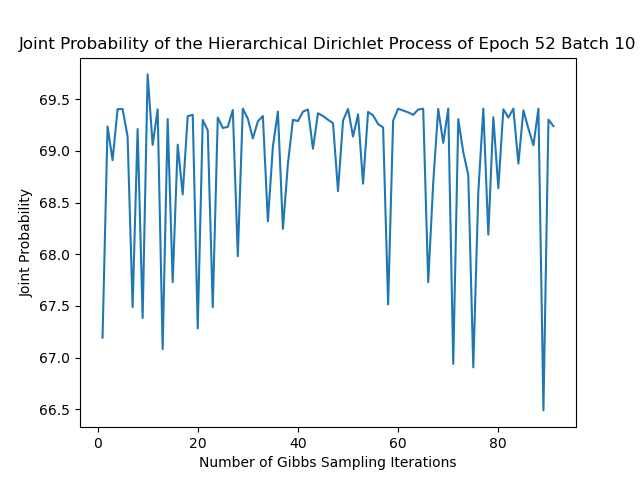 Joint Probability of the Hierarchical Dirichlet Process of Epoch 52 Batch 10
69.5
69.0
68.5
68.0
67.5
67.0
66.5
Joint Probability
0 20 40 60 80
Number of Gibbs Sampling Iterations